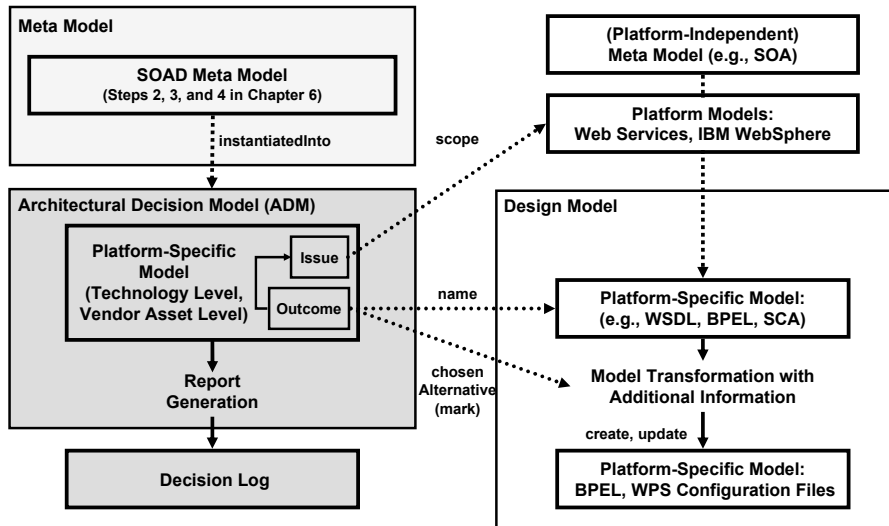 Meta Model
SOAD Meta Model
(Steps 2, 3, and 4 in Chapter 6)
instantiatedInto
Architectural Decision Model (ADM)
Platform-Specific
Model
(Technology Level,
Vendor Asset Level)
Issue
Outcome
Report
Generation
Decision Log
scope
name
chosen
Alternative
(mark)
(Platform-Independent)
Meta Model (e.g., SOA)
Platform Models:
Web Services, IBM WebSphere
Design Model
Platform-Specific Model:
(e.g., WSDL, BPEL, SCA)
Model Transformation with
Additional Information
create, update
Platform-Specific Model:
BPEL, WPS Configuration Files